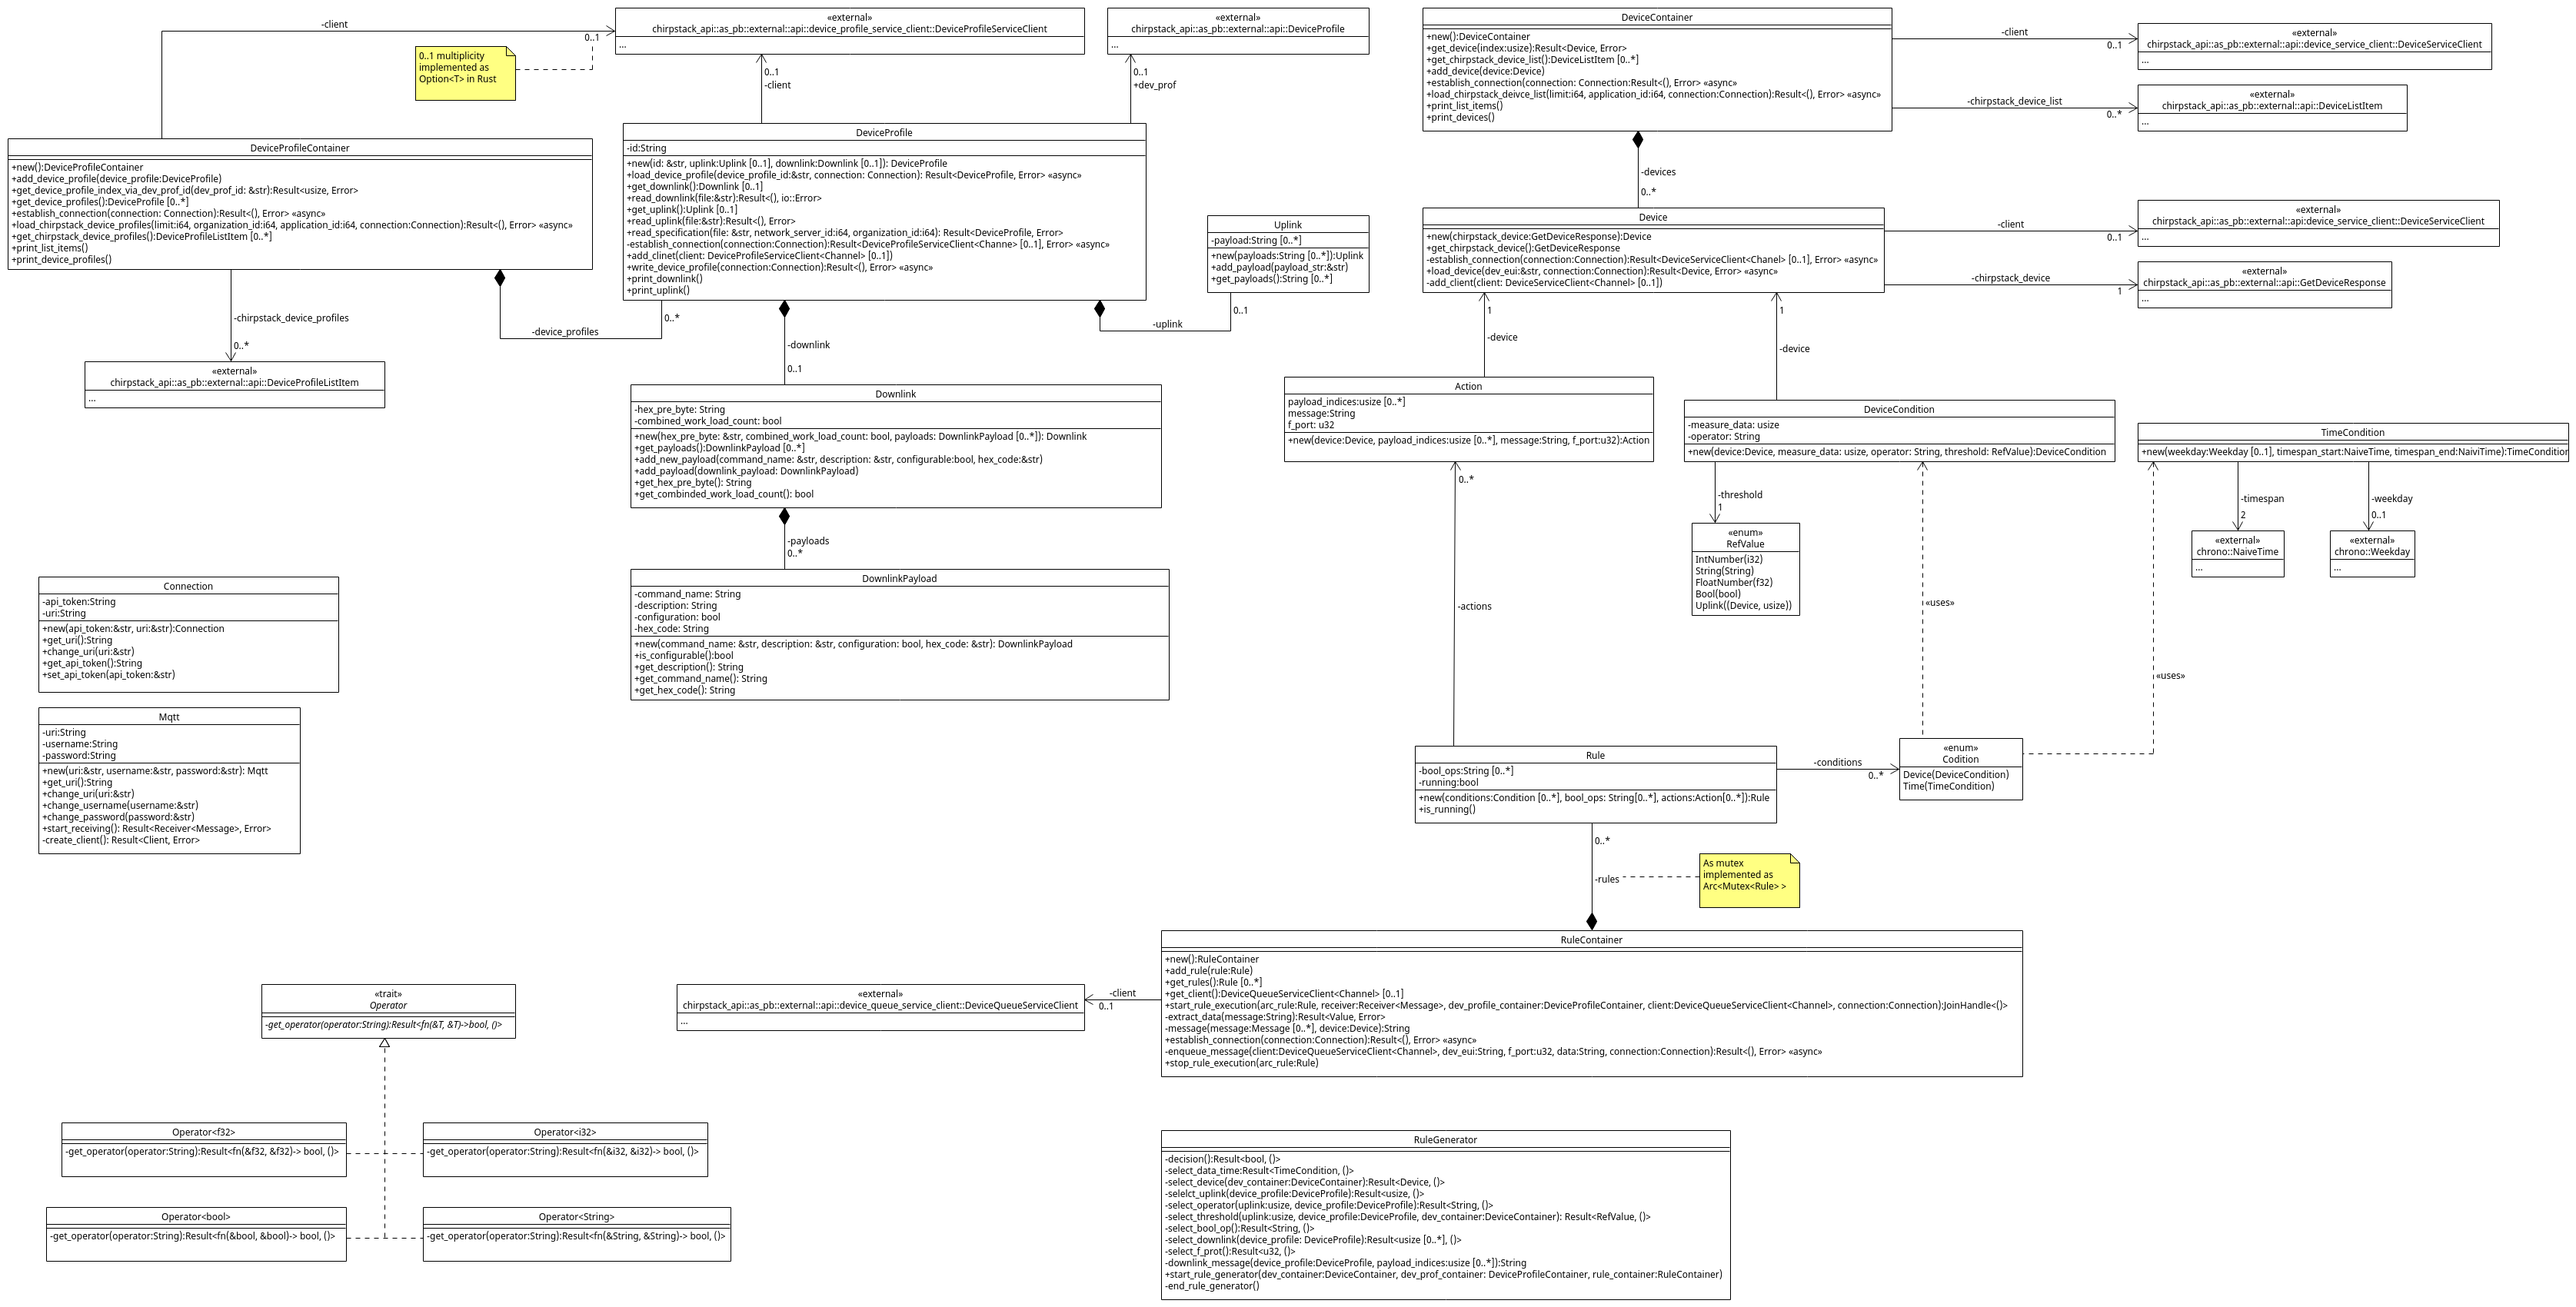 -client
0..1
«external»
chirpstack_api::as_pb::external::api::device_profile_service_client::DeviceProfileServiceClient
...
«external»
chirpstack_api::as_pb::external::api::DeviceProfile
...
0..1 multiplicity
implemented as
Option<T> in Rust
0..1
-client
0..1
+dev_prof
DeviceProfileContainer
+new():DeviceProfileContainer
+add_device_profile(device_profile:DeviceProfile)
+get_device_profile_index_via_dev_prof_id(dev_prof_id: &str):Result<usize, Error>
+get_device_profiles():DeviceProfile [0..*]
+establish_connection(connection: Connection):Result<(), Error> «async»
+load_chirpstack_device_profiles(limit:i64, organization_id:i64, application_id:i64, connection:Connection):Result<(), Error> «async»
+get_chirpstack_device_profiles():DeviceProfileListItem [0..*]
+print_list_items()
+print_device_profiles()
DeviceProfile
-id:String
+new(id: &str, uplink:Uplink [0..1], downlink:Downlink [0..1]): DeviceProfile
+load_device_profile(device_profile_id:&str, connection: Connection): Result<DeviceProfile, Error> «async»
+get_downlink():Downlink [0..1]
+read_downlink(file:&str):Result<(), io::Error>
+get_uplink():Uplink [0..1]
+read_uplink(file:&str):Result<(), Error>
+read_specification(file: &str, network_server_id:i64, organization_id:i64): Result<DeviceProfile, Error>
-establish_connection(connection:Connection):Result<DeviceProfileServiceClient<Channe> [0..1], Error> «async»
+add_clinet(client: DeviceProfileServiceClient<Channel> [0..1])
+write_device_profile(connection:Connection):Result<(), Error> «async»
+print_downlink()
+print_uplink()
Uplink
-payload:String [0..*]
+new(payloads:String [0..*]):Uplink
+add_payload(payload_str:&str)
+get_payloads():String [0..*]
-chirpstack_device_profiles
0..*
-device_profiles
0..*
-downlink
0..1
-uplink
0..1
«external»
chirpstack_api::as_pb::external::api::DeviceProfileListItem
...
Downlink
-hex_pre_byte: String
-combined_work_load_count: bool
+new(hex_pre_byte: &str, combined_work_load_count: bool, payloads: DownlinkPayload [0..*]): Downlink
+get_payloads():DownlinkPayload [0..*]
+add_new_payload(command_name: &str, description: &str, configurable:bool, hex_code:&str)
+add_payload(downlink_payload: DownlinkPayload)
+get_hex_pre_byte(): String
+get_combinded_work_load_count(): bool
-payloads
0..*
DownlinkPayload
-command_name: String
-description: String
-configuration: bool
-hex_code: String
+new(command_name: &str, description: &str, configuration: bool, hex_code: &str): DownlinkPayload
+is_configurable():bool
+get_description(): String
+get_command_name(): String
+get_hex_code(): String
Connection
-api_token:String
-uri:String
+new(api_token:&str, uri:&str):Connection
+get_uri():String
+change_uri(uri:&str)
+get_api_token():String
+set_api_token(api_token:&str)
Mqtt
-uri:String
-username:String
-password:String
+new(uri:&str, username:&str, password:&str): Mqtt
+get_uri():String
+change_uri(uri:&str)
+change_username(username:&str)
+change_password(password:&str)
+start_receiving(): Result<Receiver<Message>, Error>
-create_client(): Result<Client, Error>
DeviceContainer
+new():DeviceContainer
+get_device(index:usize):Result<Device, Error>
+get_chirpstack_device_list():DeviceListItem [0..*]
+add_device(device:Device)
+establish_connection(connection: Connection:Result<(), Error> «async»
+load_chirpstack_deivce_list(limit:i64, application_id:i64, connection:Connection):Result<(), Error> «async»
+print_list_items()
+print_devices()
-client
0..1
«external»
chirpstack_api::as_pb::external::api::device_service_client::DeviceServiceClient
...
-chirpstack_device_list
0..*
«external»
chirpstack_api::as_pb::external::api::DeviceListItem
...
-devices
0..*
Device
+new(chirpstack_device:GetDeviceResponse):Device
+get_chirpstack_device():GetDeviceResponse
-establish_connection(connection:Connection):Result<DeviceServiceClient<Chanel> [0..1], Error> «async»
+load_device(dev_eui:&str, connection:Connection):Result<Device, Error> «async»
-add_client(client: DeviceServiceClient<Channel> [0..1])
-client
0..1
«external»
chirpstack_api::as_pb::external::api:device_service_client::DeviceServiceClient
...
-chirpstack_device
1
«external»
chirpstack_api::as_pb::external::api::GetDeviceResponse
...
1
-device
1
-device
Action
payload_indices:usize [0..*]
message:String
f_port: u32
+new(device:Device, payload_indices:usize [0..*], message:String, f_port:u32):Action
DeviceCondition
-measure_data: usize
-operator: String
+new(device:Device, measure_data: usize, operator: String, threshold: RefValue):DeviceCondition
TimeCondition
+new(weekday:Weekday [0..1], timespan_start:NaiveTime, timespan_end:NaiviTime):TimeCondition
0..*
-actions
-threshold
1
«enum»
RefValue
IntNumber(i32)
String(String)
FloatNumber(f32)
Bool(bool)
Uplink((Device, usize))
-timespan
2
-weekday
0..1
«external»
chrono::NaiveTime
...
«external»
chrono::Weekday
...
«uses»
«uses»
Rule
-bool_ops:String [0..*]
-running:bool
+new(conditions:Condition [0..*], bool_ops: String[0..*], actions:Action[0..*]):Rule
+is_running()
-conditions
0..*
«enum»
Codition
Device(DeviceCondition)
Time(TimeCondition)
0..*
-rules
As mutex
implemented as
Arc<Mutex<Rule> >
RuleContainer
+new():RuleContainer
+add_rule(rule:Rule)
+get_rules():Rule [0..*]
+get_client():DeviceQueueServiceClient<Channel> [0..1]
+start_rule_execution(arc_rule:Rule, receiver:Receiver<Message>, dev_profile_container:DeviceProfileContainer, client:DeviceQueueServiceClient<Channel>, connection:Connection):JoinHandle<()>
-extract_data(message:String):Result<Value, Error>
-message(message:Message [0..*], device:Device):String
+establish_connection(connection:Connection):Result<(), Error> «async»
-enqueue_message(client:DeviceQueueServiceClient<Channel>, dev_eui:String, f_port:u32, data:String, connection:Connection):Result<(), Error> «async»
+stop_rule_execution(arc_rule:Rule)
-client
0..1
«external»
chirpstack_api::as_pb::external::api::device_queue_service_client::DeviceQueueServiceClient
...
«trait»
Operator
-get_operator(operator:String):Result<fn(&T, &T)->bool, ()>
Operator<f32>
-get_operator(operator:String):Result<fn(&f32, &f32)-> bool, ()>
Operator<i32>
-get_operator(operator:String):Result<fn(&i32, &i32)-> bool, ()>
Operator<bool>
-get_operator(operator:String):Result<fn(&bool, &bool)-> bool, ()>
Operator<String>
-get_operator(operator:String):Result<fn(&String, &String)-> bool, ()>
RuleGenerator
-decision():Result<bool, ()>
-select_data_time:Result<TimeCondition, ()>
-select_device(dev_container:DeviceContainer):Result<Device, ()>
-selelct_uplink(device_profile:DeviceProfile):Result<usize, ()>
-select_operator(uplink:usize, device_profile:DeviceProfile):Result<String, ()>
-select_threshold(uplink:usize, device_profile:DeviceProfile, dev_container:DeviceContainer): Result<RefValue, ()>
-select_bool_op():Result<String, ()>
-select_downlink(device_profile: DeviceProfile):Result<usize [0..*], ()>
-select_f_prot():Result<u32, ()>
-downlink_message(device_profile:DeviceProfile, payload_indices:usize [0..*]):String
+start_rule_generator(dev_container:DeviceContainer, dev_prof_container: DeviceProfileContainer, rule_container:RuleContainer)
-end_rule_generator()